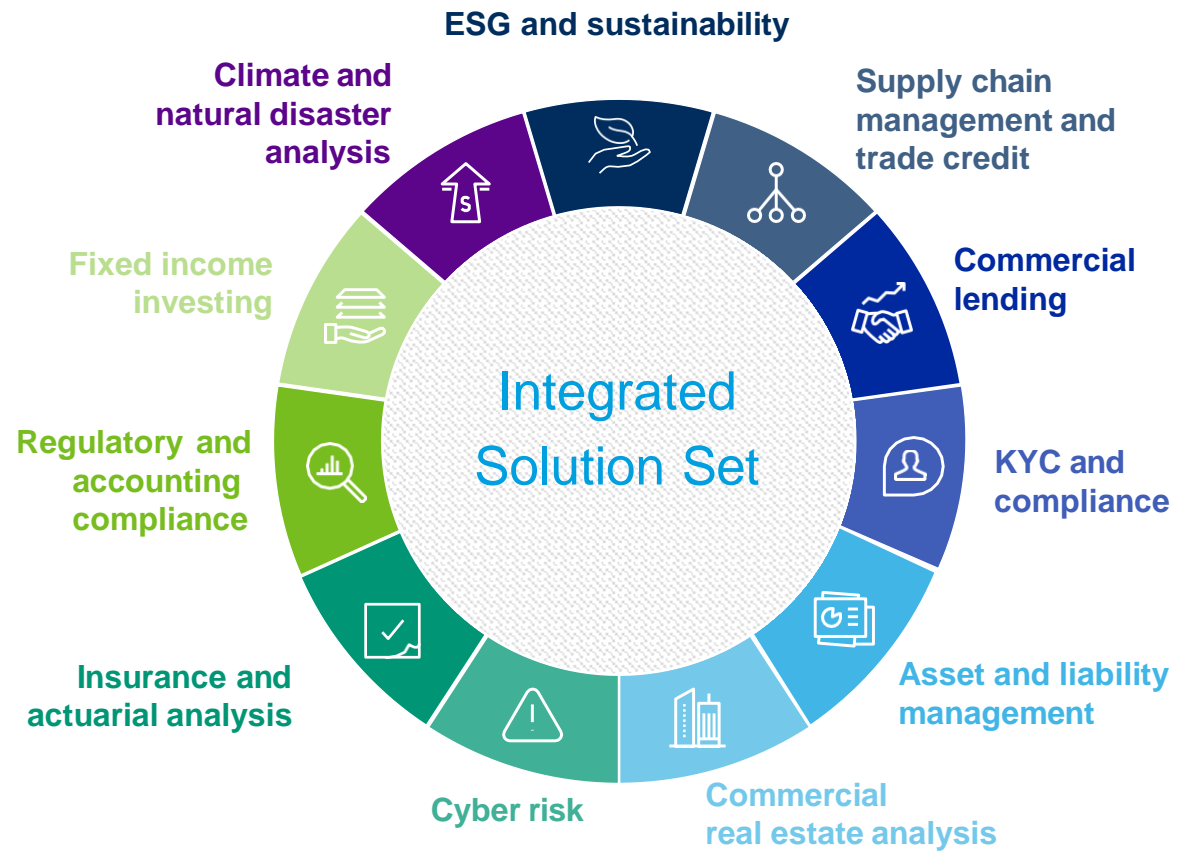 ESG and sustainability
Supply chain
management and
trade credit
Commercial
lending
KYC and
compliance
Asset and liability
management
Commercial
real estate analysis
Cyber risk
Insurance and
actuarial analysis
Regulatory and
accounting
compliance
Fixed income
investing
Climate and
natural disaster
analysis
S
Integrated
Solution Set